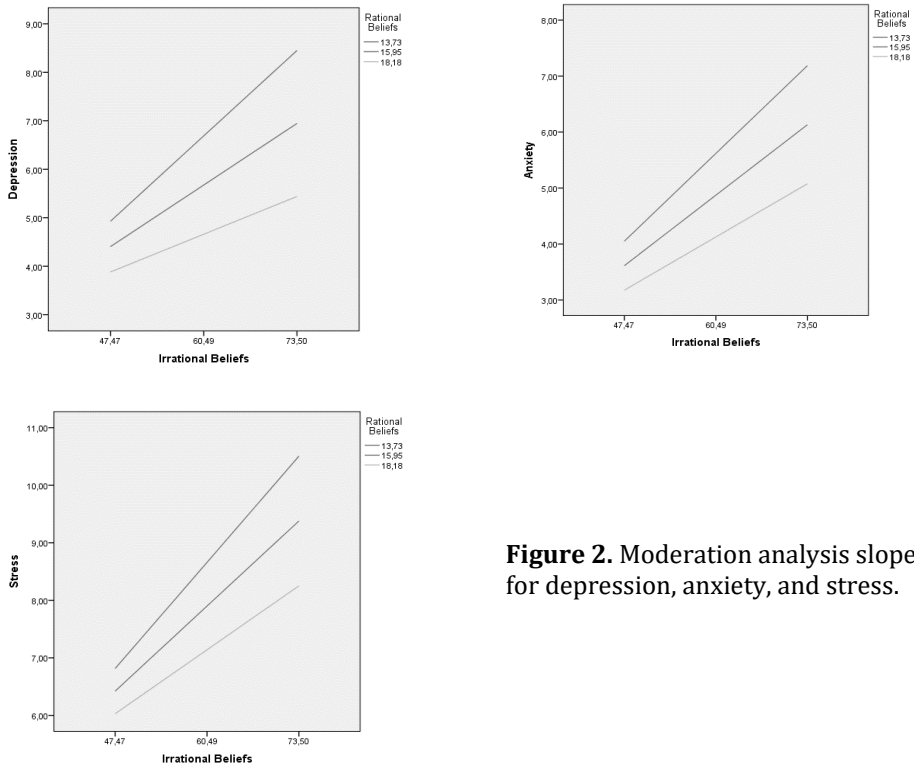 9,00
8,00
7,00
6,00
5,00
4,00
3,00
Depression
47,47 60,49 73,50
Irrational Beliefs
Rational
Beliefs
13,73
15,95
18,18
8,00
7,00
6,00
5,00
4,00
3,00
Anxiety
47,47 60,49 73,50
Irrational Beliefs
Rational
Beliefs
13,73
15,95
18,18
11,00
10,00
9,00
8,00
7,00
6,00
Stress
47,47 60,49 73,50
Irrational Beliefs
Rational
Beliefs
13,73
15,95
18,18
Figure 2. Moderation analysis slope
for depression, anxiety, and stress.